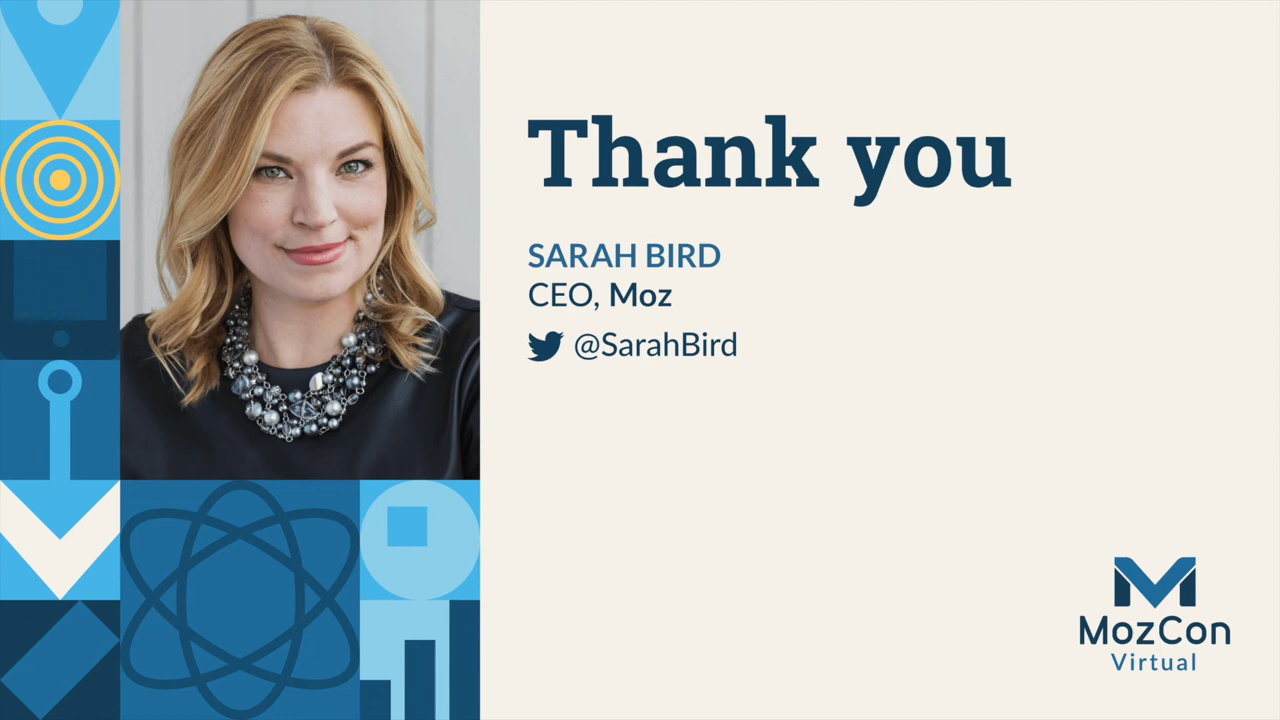 Thank you
SARAH BIRD
CEO, Moz
@SarahBird
MozCon
Virtual